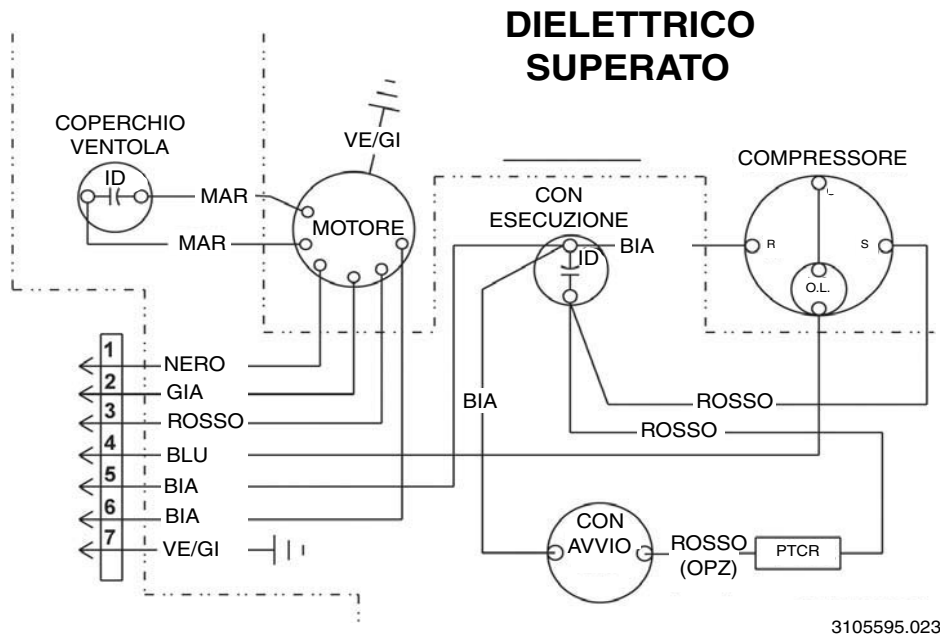 DIELETTRICO
SUPERATO
VE/GI
COPERCHIO
VENTOLA
ID
MAR
MAR
MOTORE
CON
ESECUZIONE
ID
BIA
COMPRESSORE
R
S
O.L.
1
NERO
2
GIA
3
ROSSO
4
BLU
5
BIA
6
BIA
7
VE/GI
BIA
ROSSO
ROSSO
CON
AVVIO
ROSSO
(OPZ)
PTCR
3105595.023